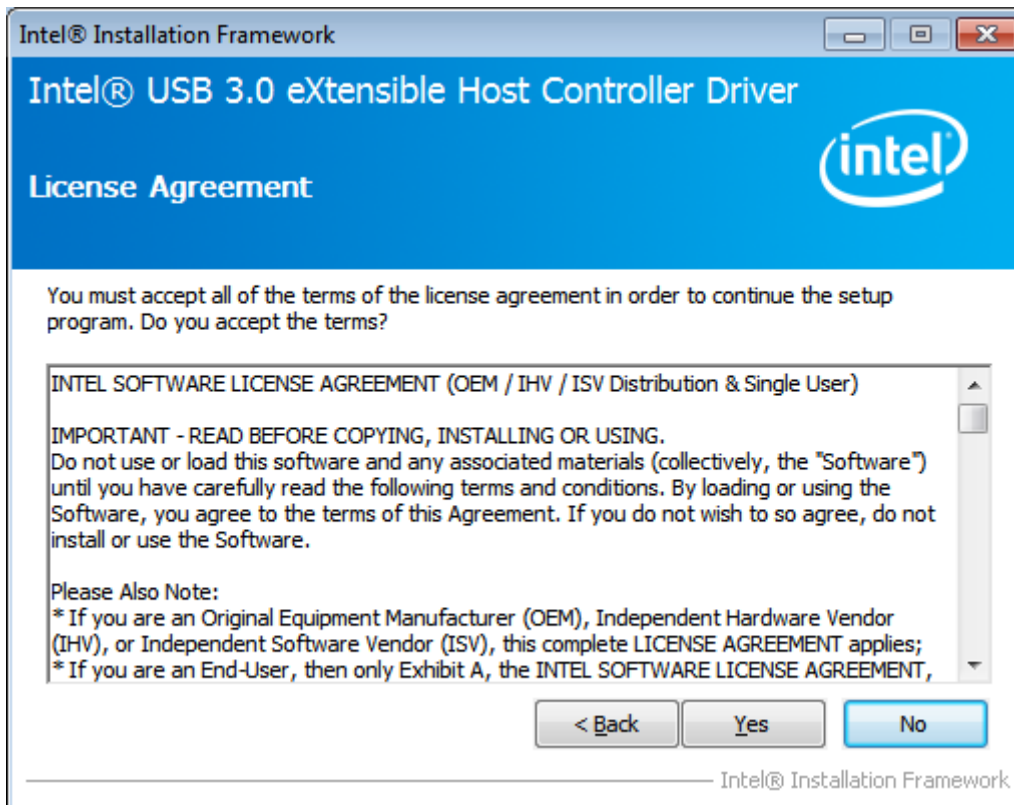 Intel® Installation Framework
Intel® USB 3.0 eXtensible Host Controller Driver
intel
License Agreement
You must accept all of the terms of the license agreement in order to continue the setup
program. Do you accept the terms?
INTEL SOFTWARE LICENSE AGREEMENT (OEM / IHV / ISV Distribution & Single User)
IMPORTANT - READ BEFORE COPYING, INSTALLING OR USING.
Do not use or load this software and any associated materials (collectively, the "Software")
until you have carefully read the following terms and conditions. By loading or using the
Software, you agree to the terms of this Agreement. If you do not wish to so agree, do not
install or use the Software.
Please Also Note:
* If you are an Original Equipment Manufacturer (OEM), Independent Hardware Vendor
(IHV), or Independent Software Vendor (ISV), this complete LICENSE AGREEMENT applies;
* If you are an End-User, then only Exhibit A, the INTEL SOFTWARE LICENSE AGREEMENT,
< Back Yes No
Intel® Installation Framework